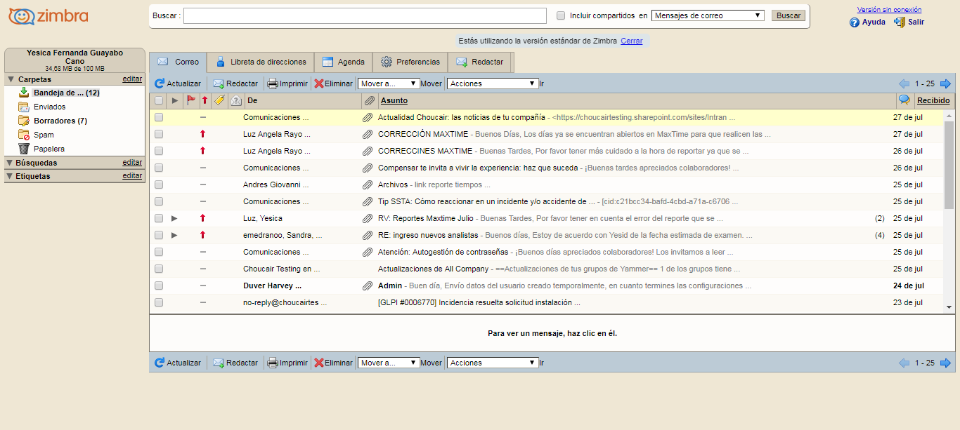 zimbra
Buscar :
Incluir compartidos en
Mensajes de correo
Buscar
Versión sin conexión
Ayuda
Salir
Estás utilizando la versión estándar de Zimbra Cerrar
Yesica Fernanda Guayabo
Cano
34.63 MB de 100 MB
Correo Libreta de direcciones Agenda Preferencias Redactar
Carpetas editar
Bandeja de ... (12)
Enviados
Borradores (7)
Spam
Papelera
Búsquedas editar
Etiquetas editar
Actualizar Redactar Imprimir Eliminar Mover a... Mover Acciones Ir 1 - 25
De Asunto Recibido
Comunicaciones ... Actualidad Choucair: las noticias de tu compañía - <https://choucairtesting.sharepoint.com/sites/Intran ... 27 de jul
Luz Angela Rayo ... CORRECCIÓN MAXTIME - Buenos Días, Los días ya se encuentran abiertos en MaxTime para que realicen las ... 27 de jul
Luz Angela Rayo ... CORRECCINES MAXTIME - Buenas Tardes, Por favor tener más cuidado a la hora de reportar ya que se ... 26 de jul
Comunicaciones ... Compensar te invita a vivir la experiencia: haz que suceda - ¡Buenas tardes apreciados colaboradores! ... 26 de jul
Andres Giovanni ... Archivos - link reporte tiempos ... 25 de jul
Comunicaciones ... Tip SSTA: Cómo reaccionar en un incidente y/o accidente de ... - [cid:c21bcc34-bafd-4cbd-a71a-c6706 ... 25 de jul
Luz, Yesica RV: Reportes Maxtime Julio - Buenas Tardes, Por favor tener en cuenta el error del reporte que se ... (2) 25 de jul
emedranoo, Sandra, ... RE: ingreso nuevos analistas - Buenos días, Estoy de acuerdo con Yesid de la fecha estimada de examen. ... (4) 25 de jul
Comunicaciones ... Atención: Autogestión de contraseñas - ¡Buenos días apreciados colaboradores! Los invitamos a leer ... 25 de jul
Choucair Testing en ... Actualizaciones de All Company - ==Actualizaciones de tus grupos de Yammer== 1 de los grupos tiene ... 25 de jul
Duver Harvey ... Admin - Buen día, Envío datos del usuario creado temporalmente, en cuanto termines las configuraciones ... 24 de jul
no-reply@choucairtes ... [GLPI #0006770] Incidencia resuelta solicitud instalación ... 23 de jul
Para ver un mensaje, haz clic en él.
Actualizar Redactar Imprimir Eliminar Mover a... Mover Acciones Ir 1 - 25